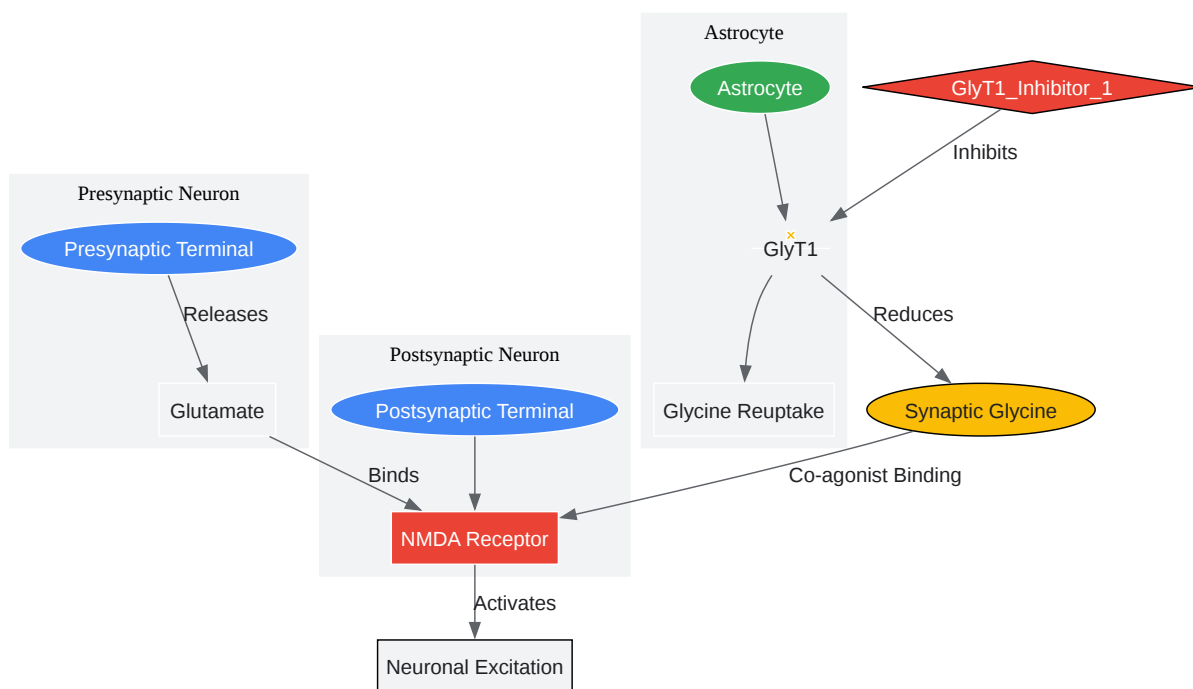 Astrocyte
Astrocyte
GlyT1_Inhibitor_1
Inhibits
Presynaptic Neuron
Presynaptic Terminal
GlyT1
Releases
Reduces
Postsynaptic Neuron
Glutamate
Postsynaptic Terminal
Glycine Reuptake
Synaptic Glycine
Binds
Co-agonist Binding
NMDA Receptor
Activates
Neuronal Excitation